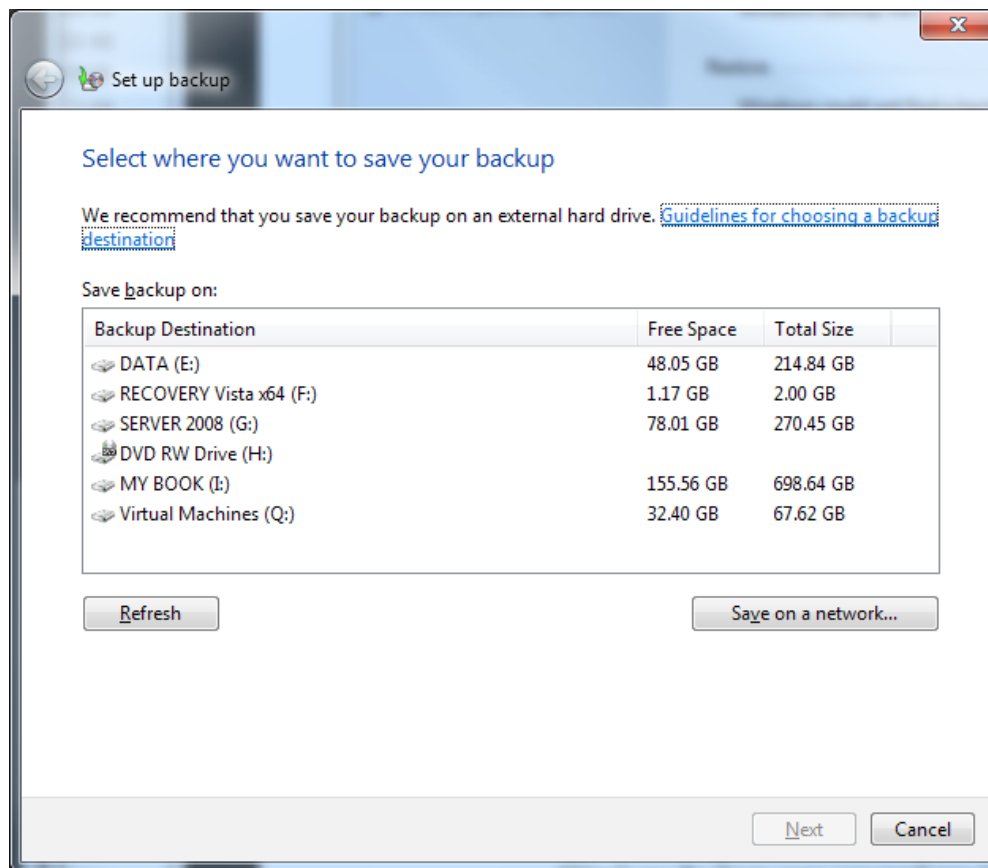 X
Restore
Set up backup
Select where you want to save your backup
We recommend that you save your backup on an external hard drive. Guidelines for choosing a backup
destination
Save backup on:
Backup Destination Free Space Total Size
DATA (E:) 48.05 GB 214.84 GB
RECOVERY Vista x64 (F:) 1.17 GB 2.00 GB
SERVER 2008 (G:) 78.01 GB 270.45 GB
DVD RW Drive (H:)
MY BOOK (I:) 155.56 GB 698.64 GB
Virtual Machines (Q:) 32.40 GB 67.62 GB
Refresh Save on a network...
Next Cancel